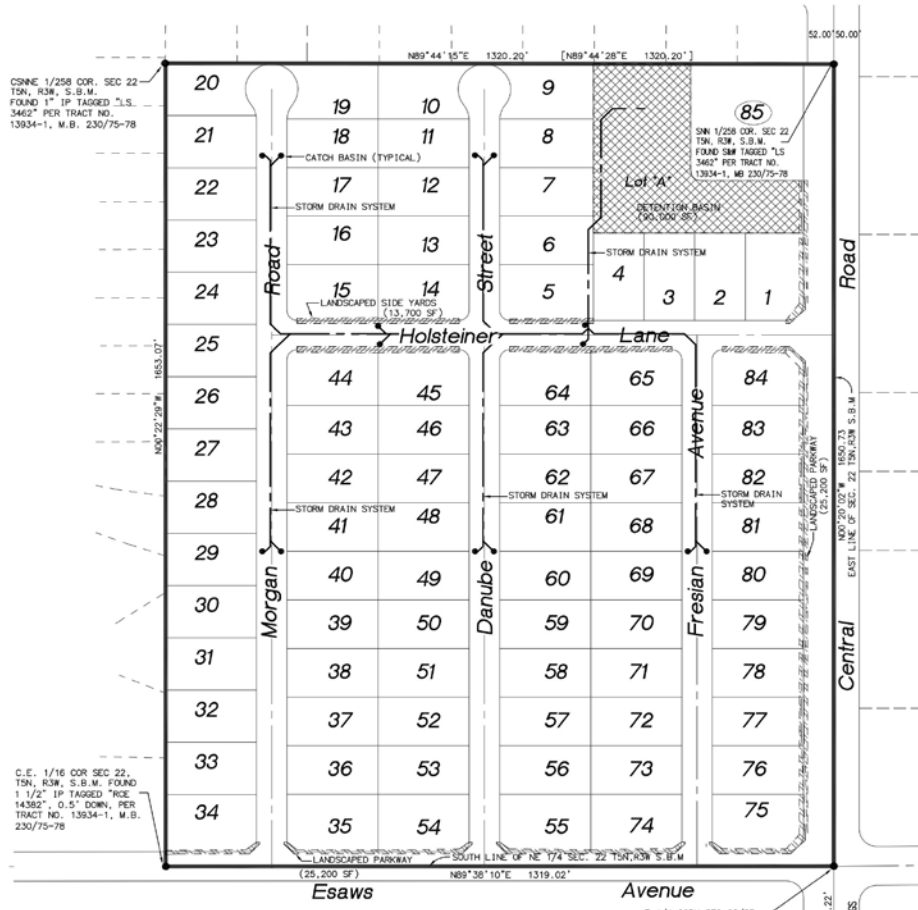 52.00'50.00'
N89°44'15"E 1320.20' [N89°44'28"E 1320.20']
CSNNE 1/258 COR. SEC 22
T5N, R3W, S.B.M.
FOUND 1" IP TAGGED "LS
3462" PER TRACT NO.
13934-1, M.B. 230/75-78
20
19
10
9
85
SNN 1/258 COR. SEC 22
T5N, R3W, S.B.M.
FOUND S&W TAGGED "LS
3462" PER TRACT NO.
13934-1, MB 230/75-78
21
18
11
8
CATCH BASIN (TYPICAL)
22
17
12
7
Lot "A"
DETENTION BASIN
(90,000 SF)
STORM DRAIN SYSTEM
23
16
13
6
STORM DRAIN SYSTEM
4
3
2
1
Road
Street
Road
24
15
14
5
LANDSCAPED SIDE YARDS
(13,700 SF)
25
Holsteiner
Lane
N00°22'29"W 1653.07'
44
45
64
65
84
26
43
46
63
66
Avenue
83
27
42
47
62
67
82
28
STORM DRAIN SYSTEM
41
48
STORM DRAIN SYSTEM
61
68
STORM DRAIN
SYSTEM
81
LANDSCAPED PARKWAY
(25,200 SF)
N00°20'02"W 1650.73
EAST LINE OF SEC. 22 T5N,R3W S.B.M
29
40
49
60
69
80
30
Morgan
39
50
Danube
59
70
Fresian
79
31
38
51
58
71
78
Central
32
37
52
57
72
77
33
36
53
56
73
76
C.E. 1/16 COR SEC 22,
T5N, R3W, S.B.M. FOUND
1 1/2" IP TAGGED "RCE
14382", 0.5' DOWN, PER
TRACT NO. 13934-1, M.B.
230/75-78
34
35
54
55
74
75
LANDSCAPED PARKWAY
(25,200 SF)
SOUTH LINE OF NE 1/4 SEC. 22 T5N,R3W S.B.M
N89°38'10"E 1319.02'
Esaws
Avenue
.22'
GS